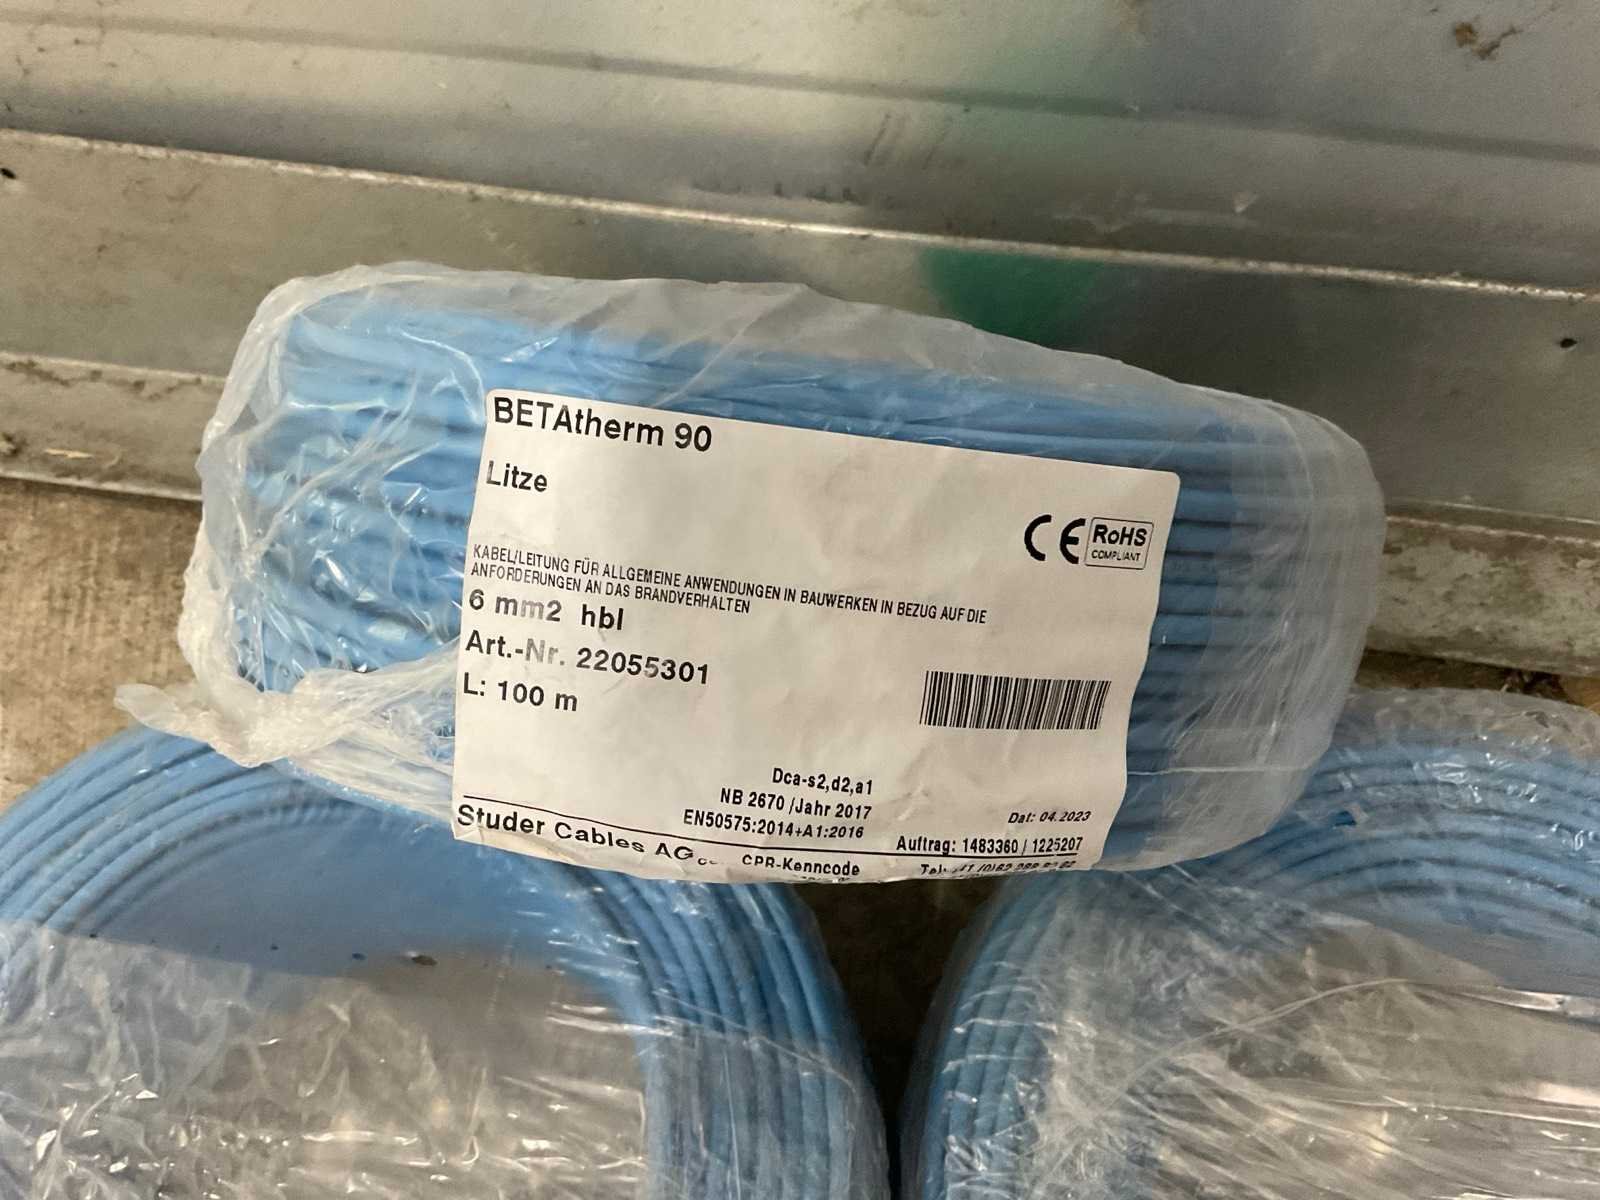 BETAtherm 90
Litze
CE RoHS
COMPLIANT
KABEL/LEITUNG FÜR ALLGEMEINE ANWENDUNGEN IN BAUWERKEN IN BEZUG AUF DIE
ANFORDERUNGEN AN DAS BRANDVERHALTEN
6 mm2 hbl
Art.-Nr. 22055301
L: 100 m
Dca-s2,d2,a1
NB 2670 /Jahr 2017
EN50575:2014+A1:2016
Dat: 04.2023
Auftrag: 1483360 / 1225207
Studer Cables AG
CPR-Kenncode
Tel: